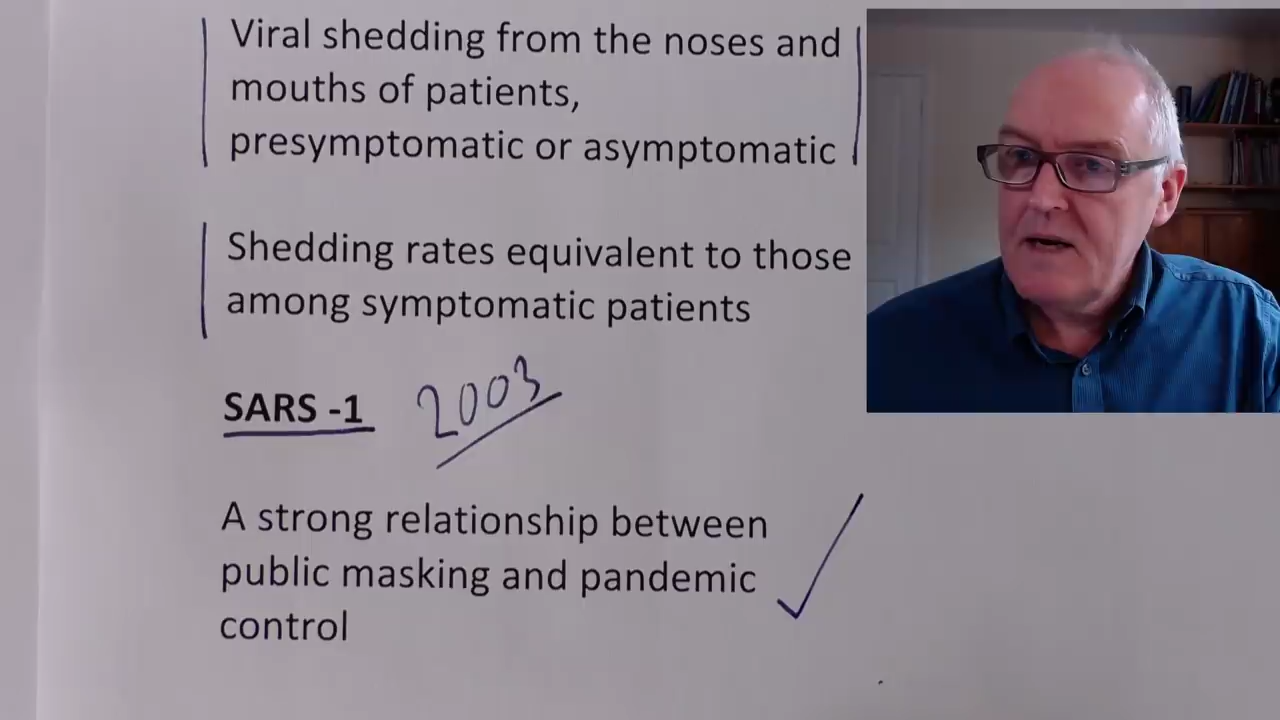 Viral shedding from the noses and
mouths of patients,
presymptomatic or asymptomatic
Shedding rates equivalent to those
among symptomatic patients
SARS -1 2003
A strong relationship between
public masking and pandemic
control